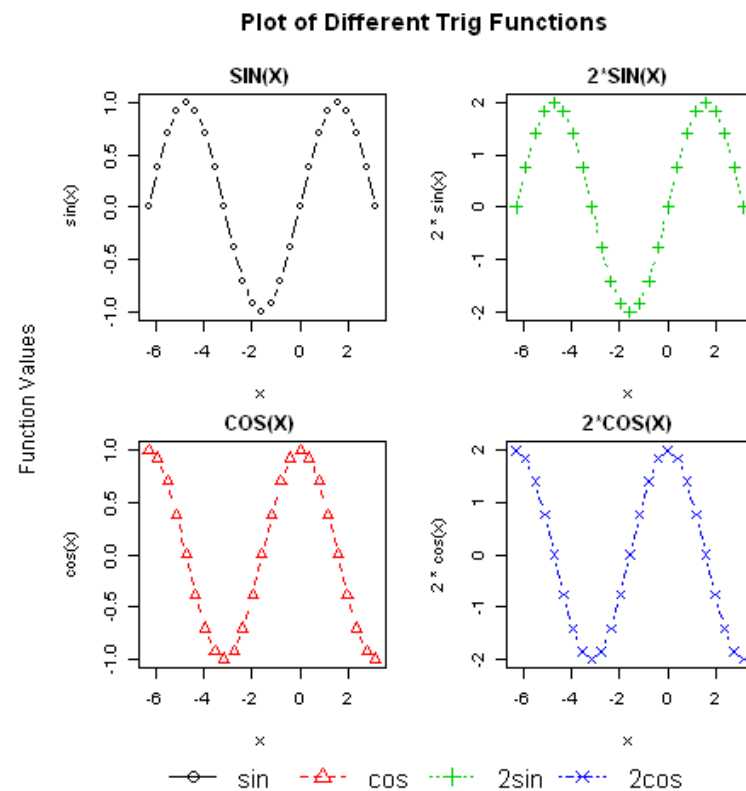 Plot of Different Trig Functions
SIN(X)
sin(x)
1.0
0.5
0.0
-0.5
-1.0
-6 -4 -2 0 2
x
2*SIN(X)
2 * sin(x)
2
1
0
-1
-2
-6 -4 -2 0 2
x
Function Values
COS(X)
cos(x)
1.0
0.5
0.0
-0.5
-1.0
-6 -4 -2 0 2
x
2*COS(X)
2 * cos(x)
2
1
0
-1
-2
-6 -4 -2 0 2
x
sin cos 2sin 2cos